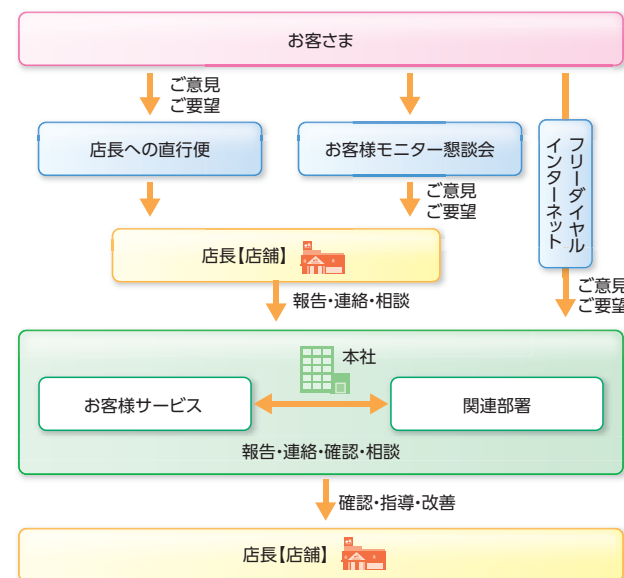 お客さま
ご意見
ご要望
店長への直行便
お客様モニター懇談会
フリーダイヤル
インターネット
ご意見
ご要望
店長【店舗】
ご意見
ご要望
報告・連絡・相談
本社
お客様サービス
関連部署
報告・連絡・確認・相談
確認・指導・改善
店長【店舗】